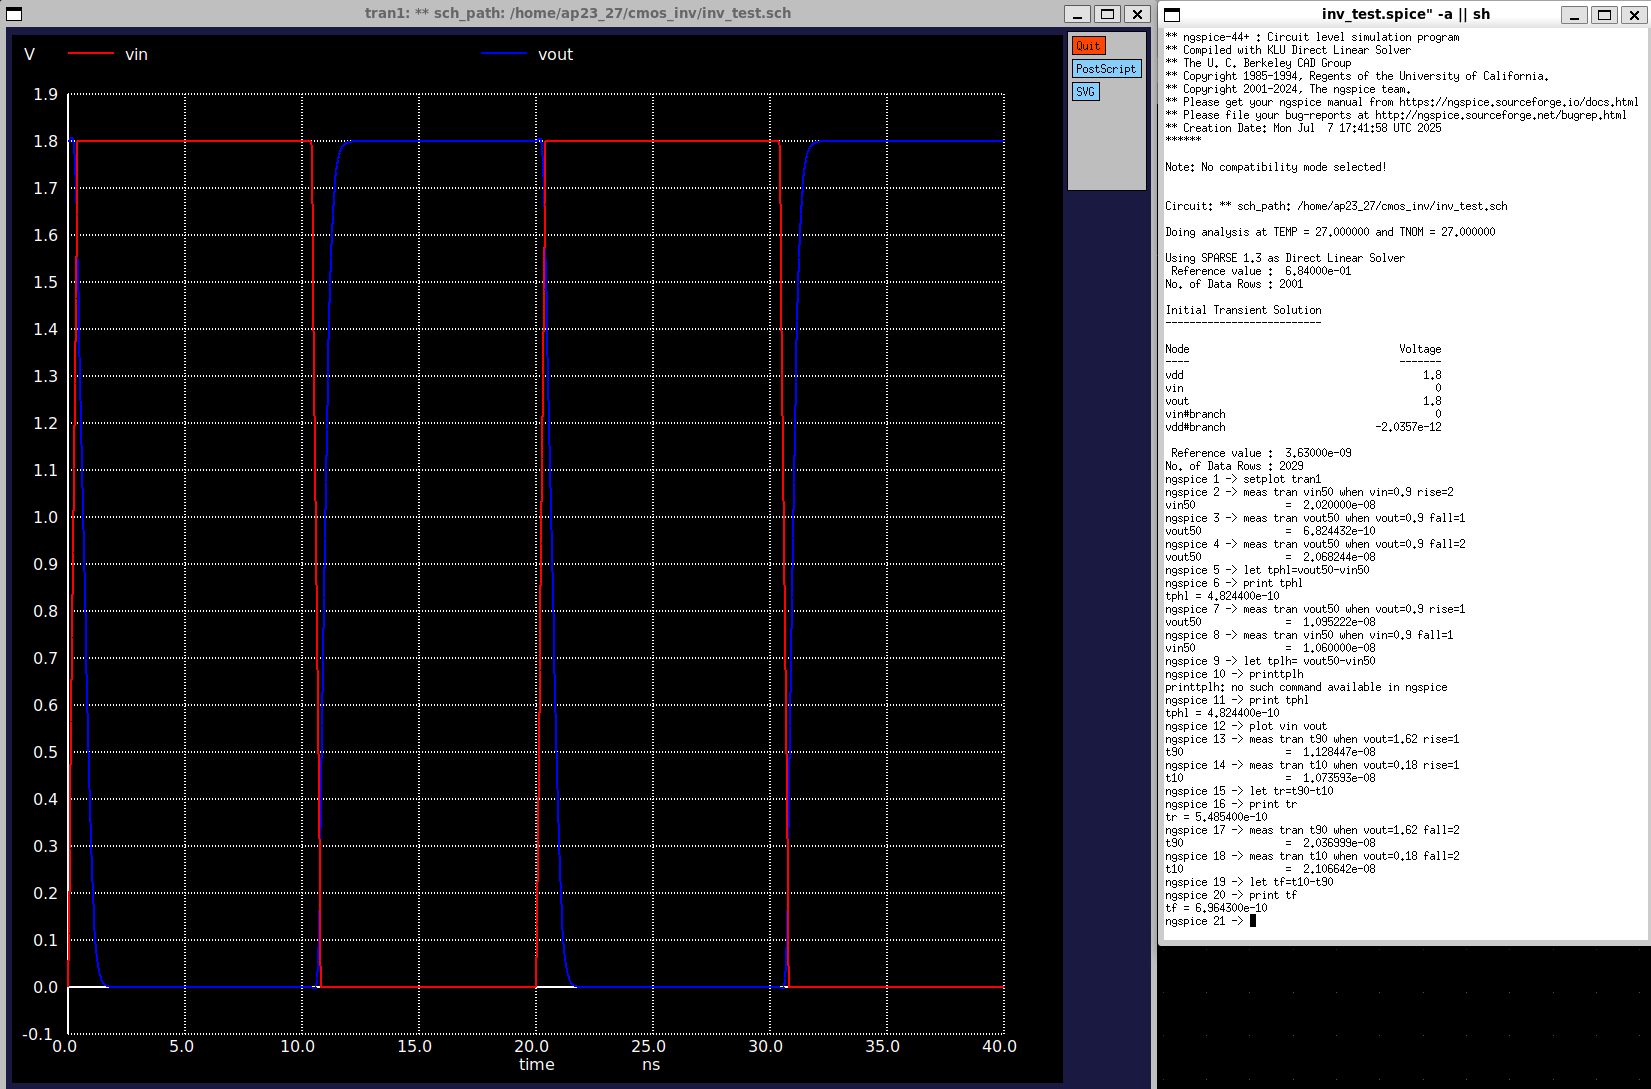 tran1: ** sch_path: /home/ap23_27/cmos_inv/inv_test.sch
V vin vout
Quit
PostScript
SVG
1.9
1.8
1.7
1.6
1.5
1.4
1.3
1.2
1.1
1.0
0.9
0.8
0.7
0.6
0.5
0.4
0.3
0.2
0.1
0.0
-0.1
0.0 5.0 10.0 15.0 20.0 25.0 30.0 35.0 40.0
time ns
inv_test.spice" -a || sh
** ngspice-44+ : Circuit level simulation program
** Compiled with KLU Direct Linear Solver
** The U. C. Berkeley CAD Group
** Copyright 1985-1994, Regents of the University of California.
** Copyright 2001-2024, The ngspice team.
** Please get your ngspice manual from https://ngspice.sourceforge.io/docs.html
** Please file your bug-reports at http://ngspice.sourceforge.net/bugrep.html
** Creation Date: Mon Jul  7 17:41:58 UTC 2025
******
Note: No compatibility mode selected!
Circuit: ** sch_path: /home/ap23_27/cmos_inv/inv_test.sch
Doing analysis at TEMP = 27.000000 and TNOM = 27.000000
Using SPARSE 1.3 as Direct Linear Solver
Reference value :  6.84000e-01
No. of Data Rows : 2001
Initial Transient Solution
--------------------------
Node Voltage
---- -------
vdd 1.8
vin 0
vout 1.8
vin#branch 0
vdd#branch -2.0357e-12
Reference value :  3.63000e-09
No. of Data Rows : 2029
ngspice 1 -> setplot tran1
ngspice 2 -> meas tran vin50 when vin=0.9 rise=2
vin50 =  2.020000e-08
ngspice 3 -> meas tran vout50 when vout=0.9 fall=1
vout50 =  6.824432e-10
ngspice 4 -> meas tran vout50 when vout=0.9 fall=2
vout50 =  2.068244e-08
ngspice 5 -> let tphl=vout50-vin50
ngspice 6 -> print tphl
tphl = 4.824400e-10
ngspice 7 -> meas tran vout50 when vout=0.9 rise=1
vout50 =  1.095222e-08
ngspice 8 -> meas tran vin50 when vin=0.9 fall=1
vin50 =  1.060000e-08
ngspice 9 -> let tplh= vout50-vin50
ngspice 10 -> printtplh
printtplh: no such command available in ngspice
ngspice 11 -> print tphl
tphl = 4.824400e-10
ngspice 12 -> plot vin vout
ngspice 13 -> meas tran t90 when vout=1.62 rise=1
t90 =  1.128447e-08
ngspice 14 -> meas tran t10 when vout=0.18 rise=1
t10 =  1.073593e-08
ngspice 15 -> let tr=t90-t10
ngspice 16 -> print tr
tr = 5.485400e-10
ngspice 17 -> meas tran t90 when vout=1.62 fall=2
t90 =  2.036999e-08
ngspice 18 -> meas tran t10 when vout=0.18 fall=2
t10 =  2.106642e-08
ngspice 19 -> let tf=t10-t90
ngspice 20 -> print tf
tf = 6.964300e-10
ngspice 21 ->